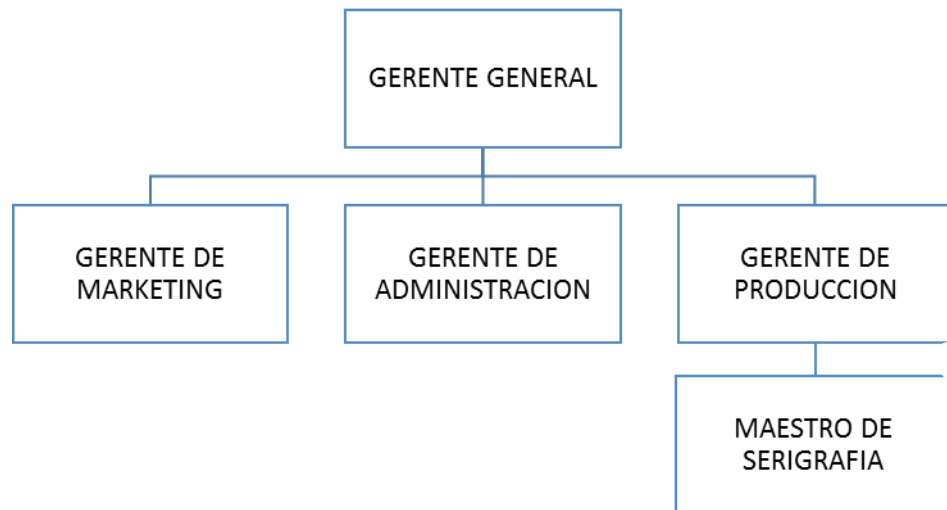 GERENTE GENERAL
GERENTE DE
MARKETING
GERENTE DE
ADMINISTRACION
GERENTE DE
PRODUCCION
MAESTRO DE
SERIGRAFIA